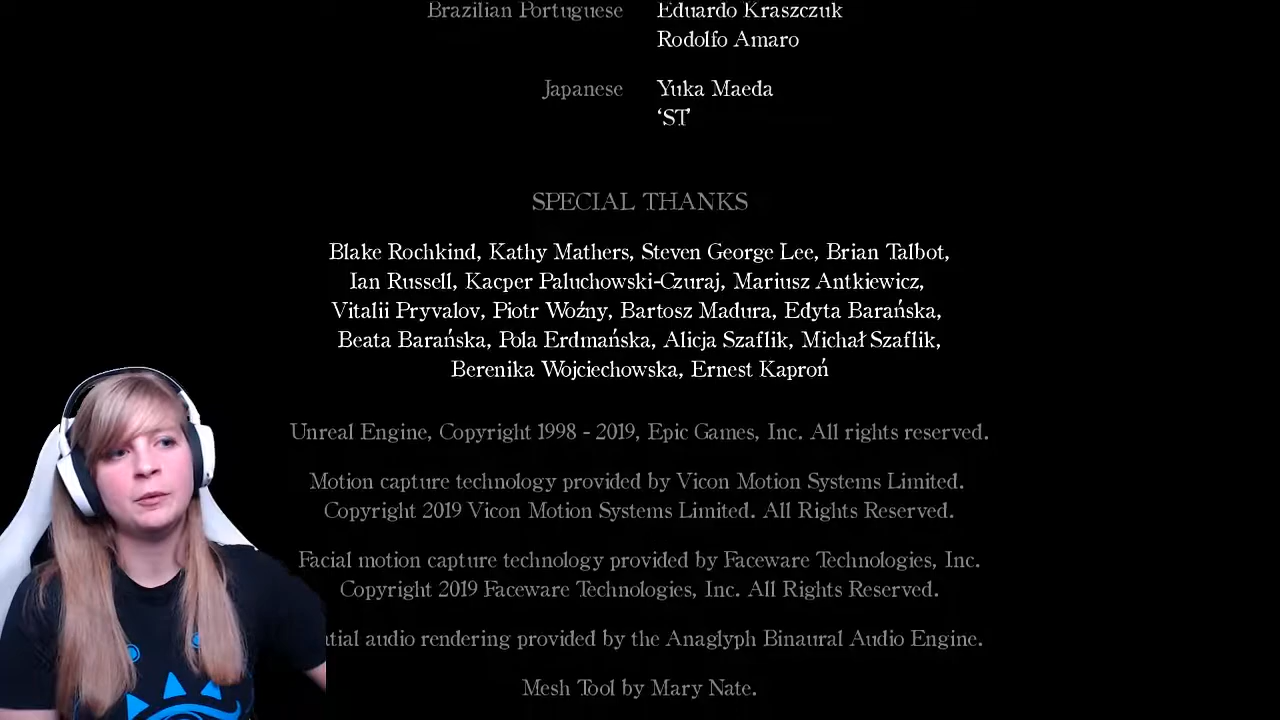 Brazilian Portuguese Eduardo Kraszczuk
Rodolfo Amaro
Japanese Yuka Maeda
‘ST’
SPECIAL THANKS
Blake Rochkind, Kathy Mathers, Steven George Lee, Brian Talbot,
Ian Russell, Kacper Paluchowski-Czuraj, Mariusz Antkiewicz,
Vitalii Pryvalov, Piotr Woźny, Bartosz Madura, Edyta Barańska,
Beata Barańska, Pola Erdmańska, Alicja Szaflik, Michał Szaflik,
Berenika Wojciechowska, Ernest Kaproń
Unreal Engine, Copyright 1998 - 2019, Epic Games, Inc. All rights reserved.
Motion capture technology provided by Vicon Motion Systems Limited.
Copyright 2019 Vicon Motion Systems Limited. All Rights Reserved.
Facial motion capture technology provided by Faceware Technologies, Inc.
Copyright 2019 Faceware Technologies, Inc. All Rights Reserved.
audio rendering provided by the Anaglyph Binaural Audio Engine.
Mesh Tool by Mary Nate.